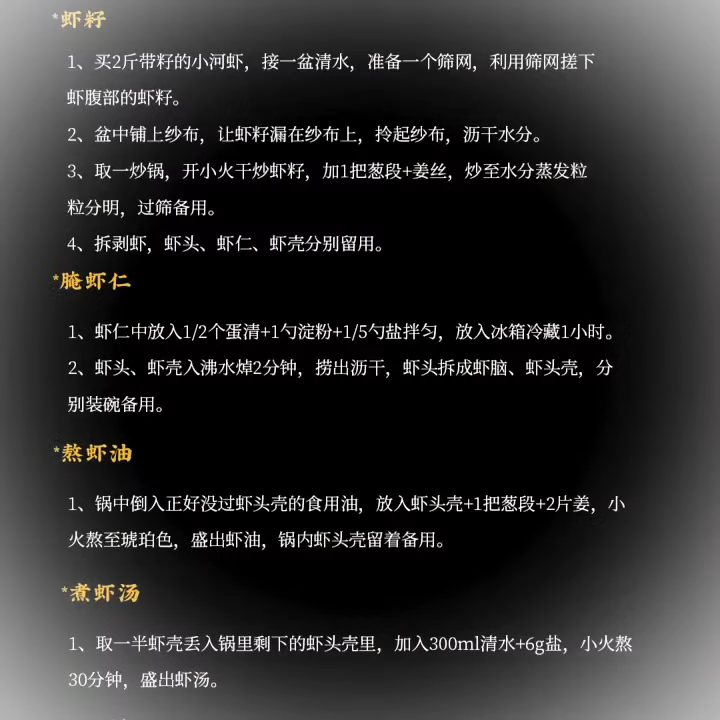 *虾籽
1、买2斤带籽的小河虾，接一盆清水，准备一个筛网，利用筛网搓下
虾腹部的虾籽。
2、盆中铺上纱布，让虾籽漏在纱布上，拎起纱布，沥干水分。
3、取一炒锅，开小火干炒虾籽，加1把葱段+姜丝，炒至水分蒸发粒
粒分明，过筛备用。
4、拆剥虾，虾头、虾仁、虾壳分别留用。
*腌虾仁
1、虾仁中放入1/2个蛋清+1勺淀粉+1/5勺盐拌匀，放入冰箱冷藏1小时。
2、虾头、虾壳入沸水焯2分钟，捞出沥干，虾头拆成虾脑、虾头壳，分
别装碗备用。
*熬虾油
1、锅中倒入正好没过虾头壳的食用油，放入虾头壳+1把葱段+2片姜，小
火熬至琥珀色，盛出虾油，锅内虾头壳留着备用。
*煮虾汤
1、取一半虾壳丢入锅里剩下的虾头壳里，加入300ml清水+6g盐，小火熬
30分钟，盛出虾汤。